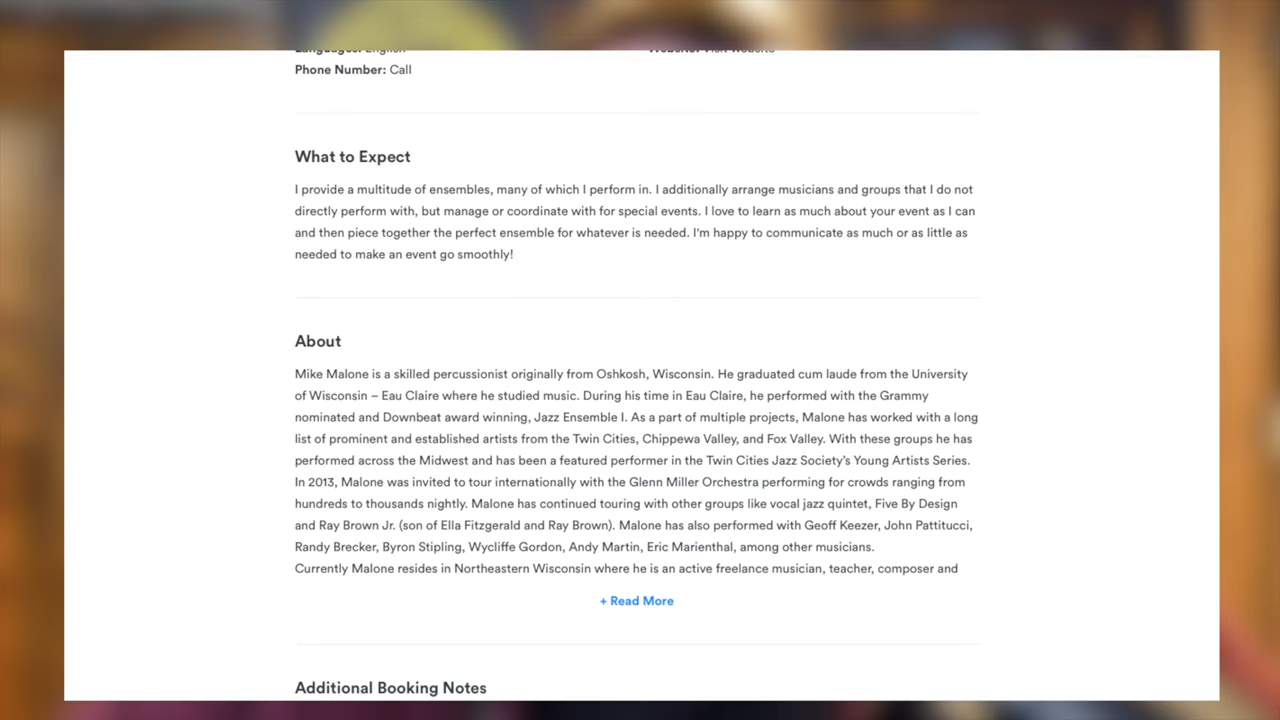 Languages: English
Website: Visit Website
Phone Number: Call
What to Expect
I provide a multitude of ensembles, many of which I perform in. I additionally arrange musicians and groups that I do not
directly perform with, but manage or coordinate with for special events. I love to learn as much about your event as I can
and then piece together the perfect ensemble for whatever is needed. I'm happy to communicate as much or as little as
needed to make an event go smoothly!
About
Mike Malone is a skilled percussionist originally from Oshkosh, Wisconsin. He graduated cum laude from the University
of Wisconsin – Eau Claire where he studied music. During his time in Eau Claire, he performed with the Grammy
nominated and Downbeat award winning, Jazz Ensemble I. As a part of multiple projects, Malone has worked with a long
list of prominent and established artists from the Twin Cities, Chippewa Valley, and Fox Valley. With these groups he has
performed across the Midwest and has been a featured performer in the Twin Cities Jazz Society’s Young Artists Series.
In 2013, Malone was invited to tour internationally with the Glenn Miller Orchestra performing for crowds ranging from
hundreds to thousands nightly. Malone has continued touring with other groups like vocal jazz quintet, Five By Design
and Ray Brown Jr. (son of Ella Fitzgerald and Ray Brown). Malone has also performed with Geoff Keezer, John Pattitucci,
Randy Brecker, Byron Stipling, Wycliffe Gordon, Andy Martin, Eric Marienthal, among other musicians.
Currently Malone resides in Northeastern Wisconsin where he is an active freelance musician, teacher, composer and
+ Read More
Additional Booking Notes